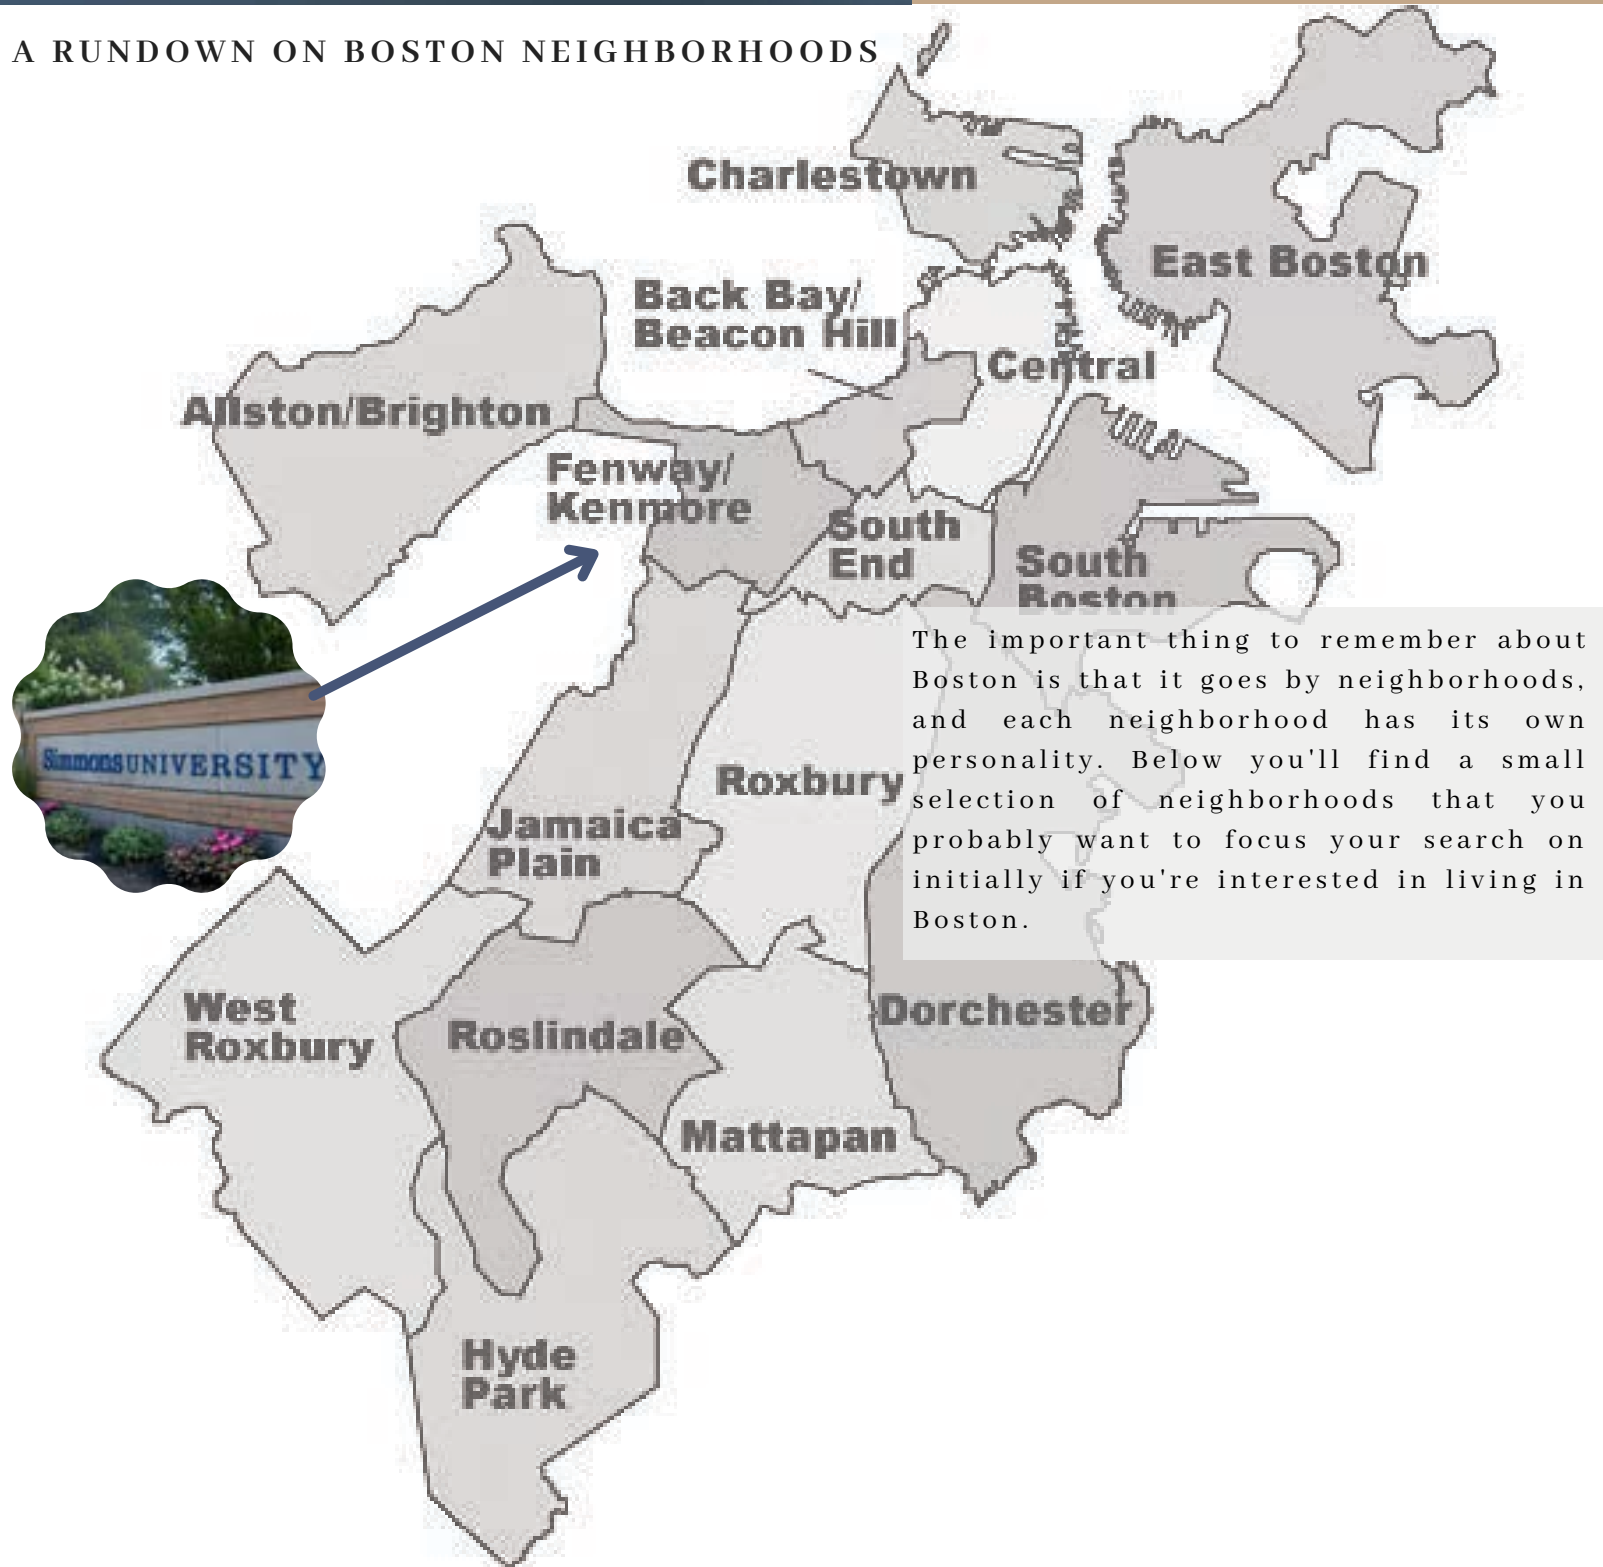 A RUNDOWN ON BOSTON NEIGHBORHOODS
Charlestown
East Boston
Back Bay/
Beacon Hill
Central
Allston/Brighton
Fenway/
Kenmore
South
End
South
Boston
SimmonsUNIVERSITY
The important thing to remember about
Boston is that it goes by neighborhoods,
and each neighborhood has its own
personality. Below you'll find a small
selection of neighborhoods that you
probably want to focus your search on
initially if you're interested in living in
Boston.
Roxbury
Jamaica
Plain
West
Roxbury
Roslindale
Dorchester
Mattapan
Hyde
Park